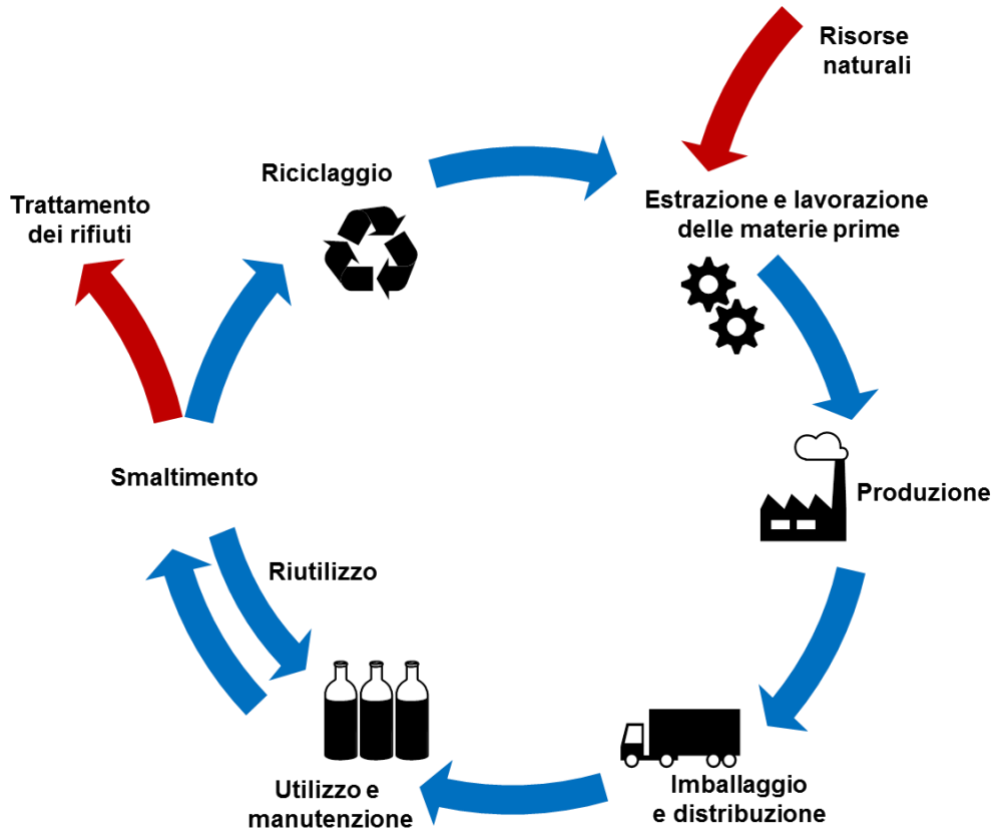 Risorse
naturali
Riciclaggio
Trattamento
dei rifiuti
Estrazione e lavorazione
delle materie prime
Smaltimento
Produzione
Riutilizzo
Imballaggio
e distribuzione
Utilizzo e
manutenzione